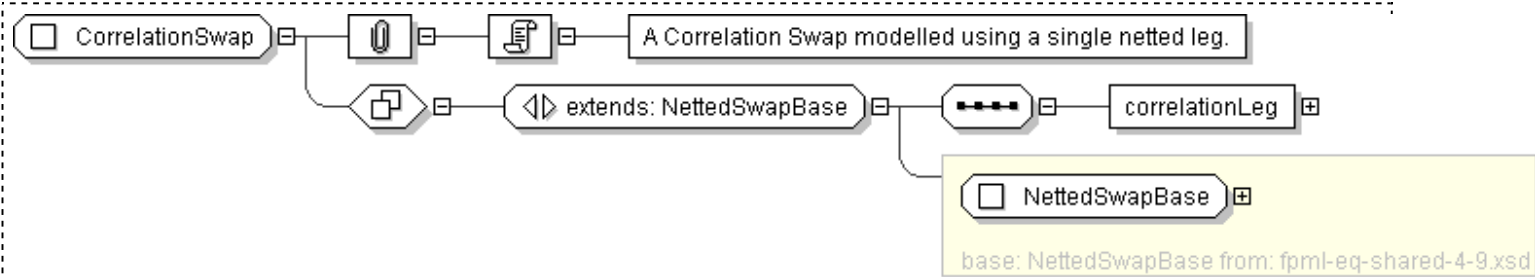 CorrelationSwap
A Correlation Swap modelled using a single netted leg.
extends: NettedSwapBase
correlationLeg
NettedSwapBase
base: NettedSwapBase from: fpml-eq-shared-4-9.xsd